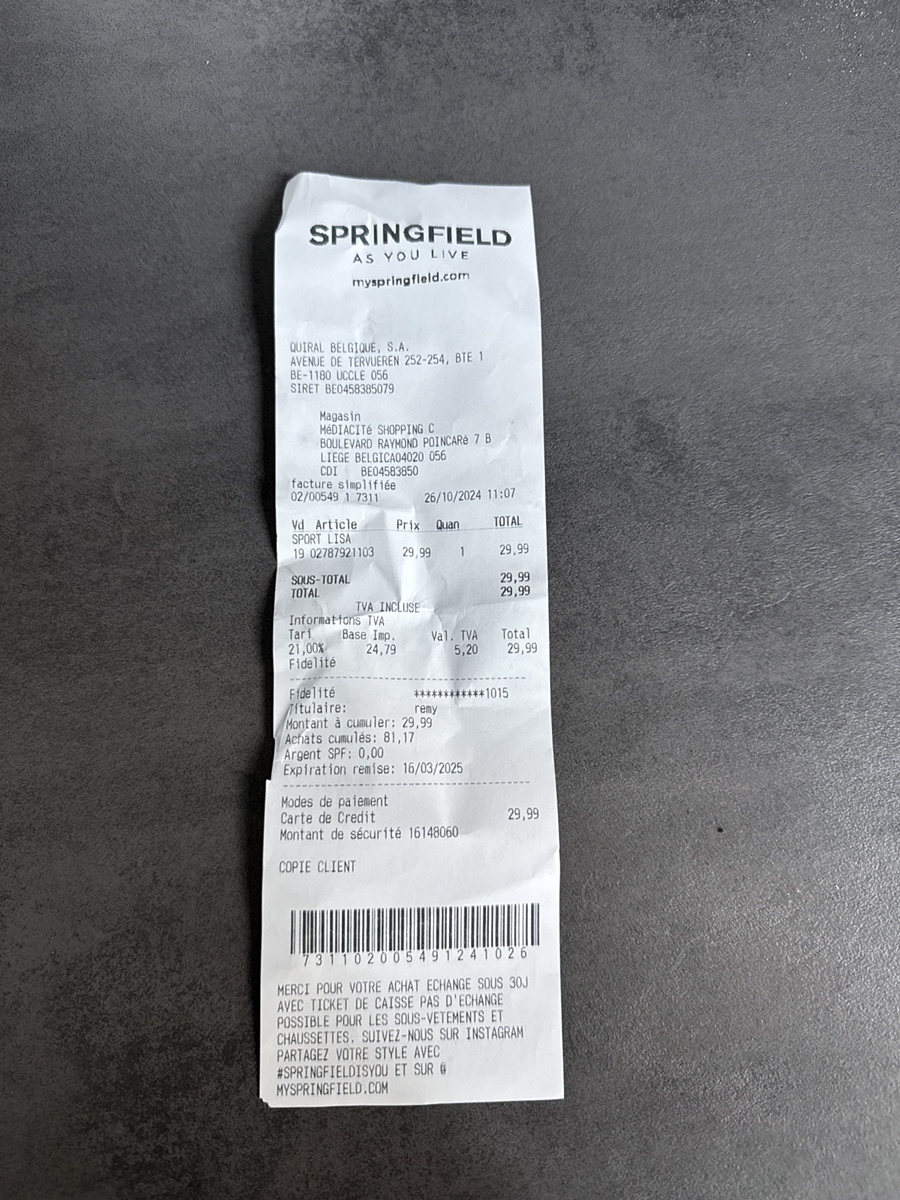 SPRINGFIELD
AS YOU LIVE
myspringfield.com
QUIRAL BELGIQUE, S.A.
AVENUE DE TERVUEREN 252-254, BTE 1
BE-1180 UCCLE 056
SIRET BE0458385079
Magasin
MéDIACITé SHOPPING C
BOULEVARD RAYMOND POINCARé 7 B
LIEGE BELGICA04020 056
CDI BE04583850
facture simplifiée
02/00549 1 7311 26/10/2024 11:07
Vd Article Prix Quan TOTAL
SPORT LISA
19 02787921103 29,99 1 29,99
SOUS-TOTAL 29,99
TOTAL 29,99
TVA INCLUSE
Informations TVA
Tari Base Imp. Val. TVA Total
21,00% 24,79 5,20 29,99
Fidelité
Fidelité ************1015
Titulaire: remy
Montant à cumuler: 29,99
Achats cumulés: 81,17
Argent SPF: 0,00
Expiration remise: 16/03/2025
Modes de paiement
Carte de Credit 29,99
Montant de sécurité 16148060
COPIE CLIENT
731102005491241026
MERCI POUR VOTRE ACHAT ECHANGE SOUS 30J
AVEC TICKET DE CAISSE PAS D'ECHANGE
POSSIBLE POUR LES SOUS-VETEMENTS ET
CHAUSSETTES. SUIVEZ-NOUS SUR INSTAGRAM
PARTAGEZ VOTRE STYLE AVEC
#SPRINGFIELDISYOU ET SUR @
MYSPRINGFIELD.COM